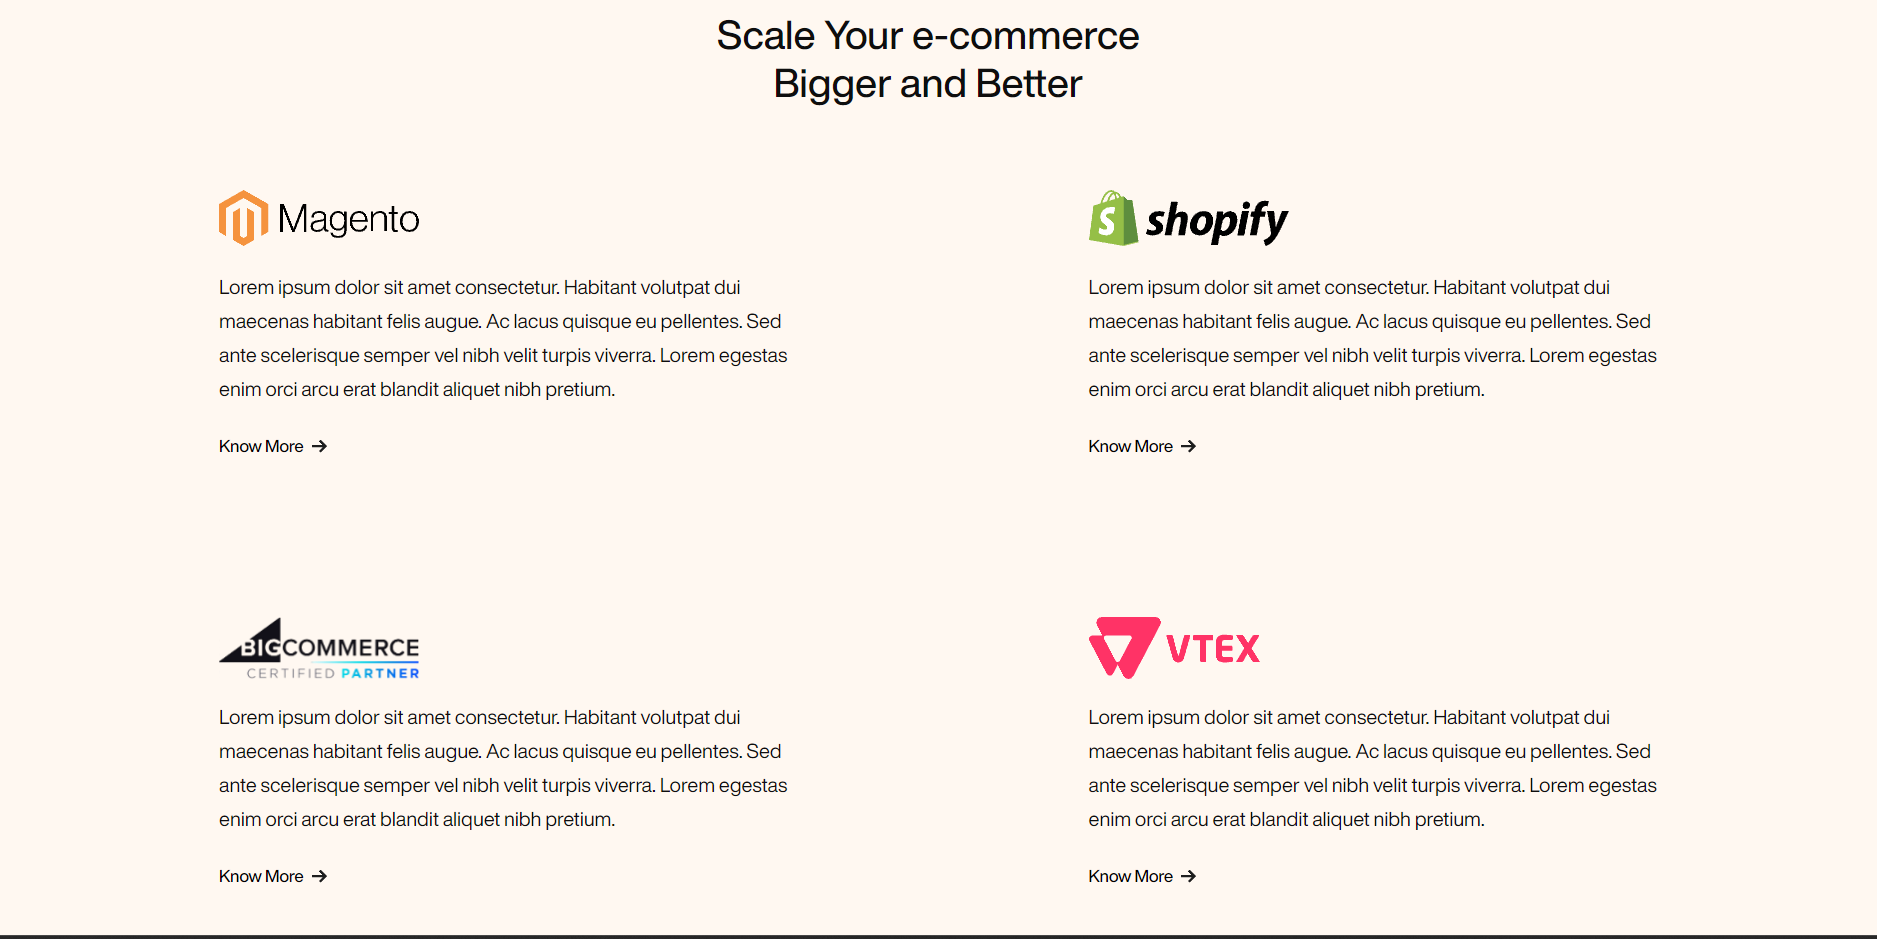 Scale Your e-commerce
Bigger and Better
Magento
Lorem ipsum dolor sit amet consectetur. Habitant volutpat dui
maecenas habitant felis augue. Ac lacus quisque eu pellentes. Sed
ante scelerisque semper vel nibh velit turpis viverra. Lorem egestas
enim orci arcu erat blandit aliquet nibh pretium.
Know More →
S shopify
Lorem ipsum dolor sit amet consectetur. Habitant volutpat dui
maecenas habitant felis augue. Ac lacus quisque eu pellentes. Sed
ante scelerisque semper vel nibh velit turpis viverra. Lorem egestas
enim orci arcu erat blandit aliquet nibh pretium.
Know More →
BIGCOMMERCE
CERTIFIED PARTNER
Lorem ipsum dolor sit amet consectetur. Habitant volutpat dui
maecenas habitant felis augue. Ac lacus quisque eu pellentes. Sed
ante scelerisque semper vel nibh velit turpis viverra. Lorem egestas
enim orci arcu erat blandit aliquet nibh pretium.
Know More →
VTEX
Lorem ipsum dolor sit amet consectetur. Habitant volutpat dui
maecenas habitant felis augue. Ac lacus quisque eu pellentes. Sed
ante scelerisque semper vel nibh velit turpis viverra. Lorem egestas
enim orci arcu erat blandit aliquet nibh pretium.
Know More →